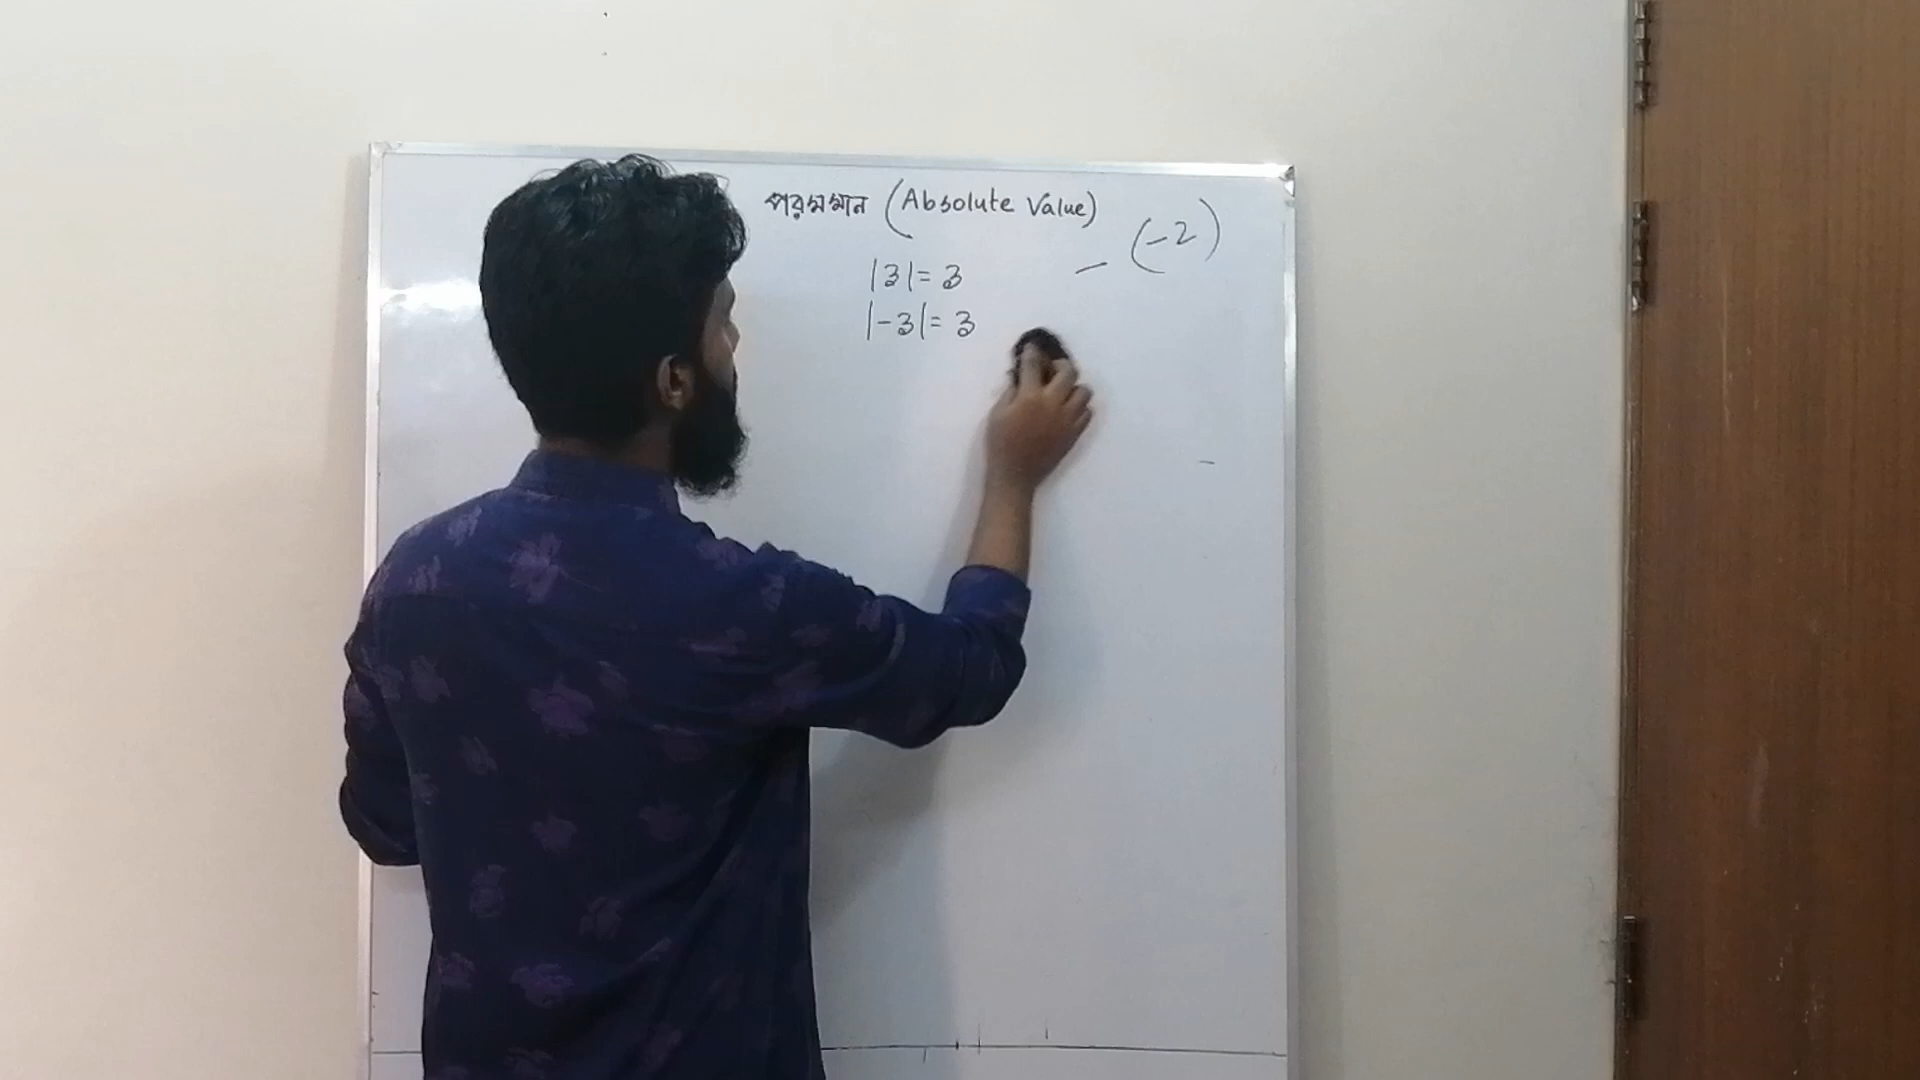 পরমমান (Absolute Value)
|3| = 3
|-3| = 3
- (-2)